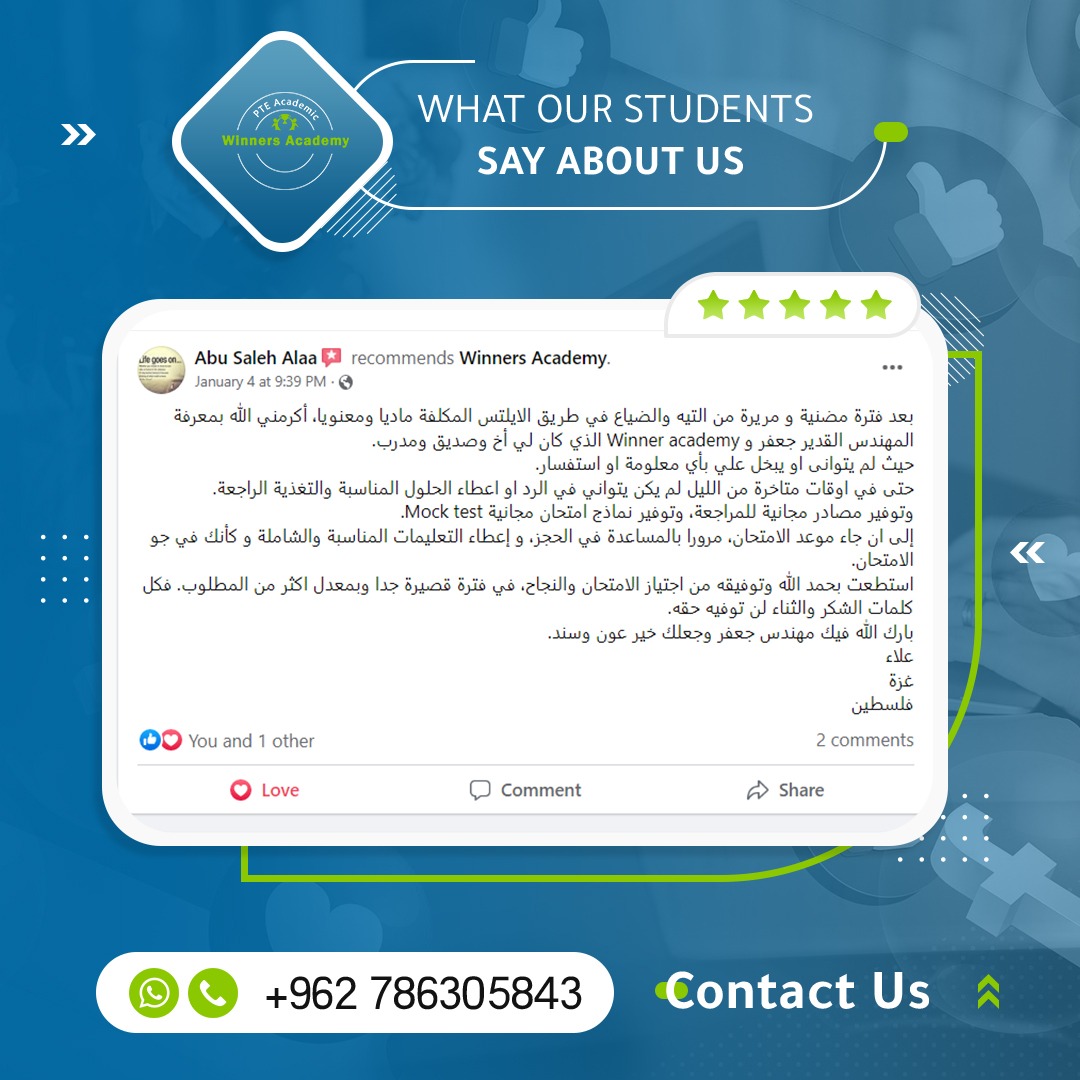 PTE Academic
Winners Academy
WHAT OUR STUDENTS
SAY ABOUT US
Life goes on...
Abu Saleh Alaa recommends Winners Academy.
January 4 at 9:39 PM ·
بعد فترة مضنية و مريرة من التيه والضياع في طريق الايلتس المكلفة ماديا ومعنويا، أكرمني الله بمعرفة
المهندس القدير جعفر و Winner academy الذي كان لي أخ وصديق ومدرب.
حيث لم يتوانى او يبخل علي بأي معلومة او استفسار.
حتى في اوقات متاخرة من الليل لم يكن يتواني في الرد او اعطاء الحلول المناسبة والتغذية الراجعة.
وتوفير مصادر مجانية للمراجعة، وتوفير نماذج امتحان مجانية Mock test.
إلى ان جاء موعد الامتحان، مرورا بالمساعدة في الحجز، و إعطاء التعليمات المناسبة والشاملة و كأنك في جو
الامتحان.
استطعت بحمد الله وتوفيقه من اجتياز الامتحان والنجاح، في فترة قصيرة جدا وبمعدل اكثر من المطلوب. فكل
كلمات الشكر والثناء لن توفيه حقه.
بارك الله فيك مهندس جعفر وجعلك خير عون وسند.
علاء
غزة
فلسطين
You and 1 other
2 comments
Love
Comment
Share
+962 786305843
Contact Us